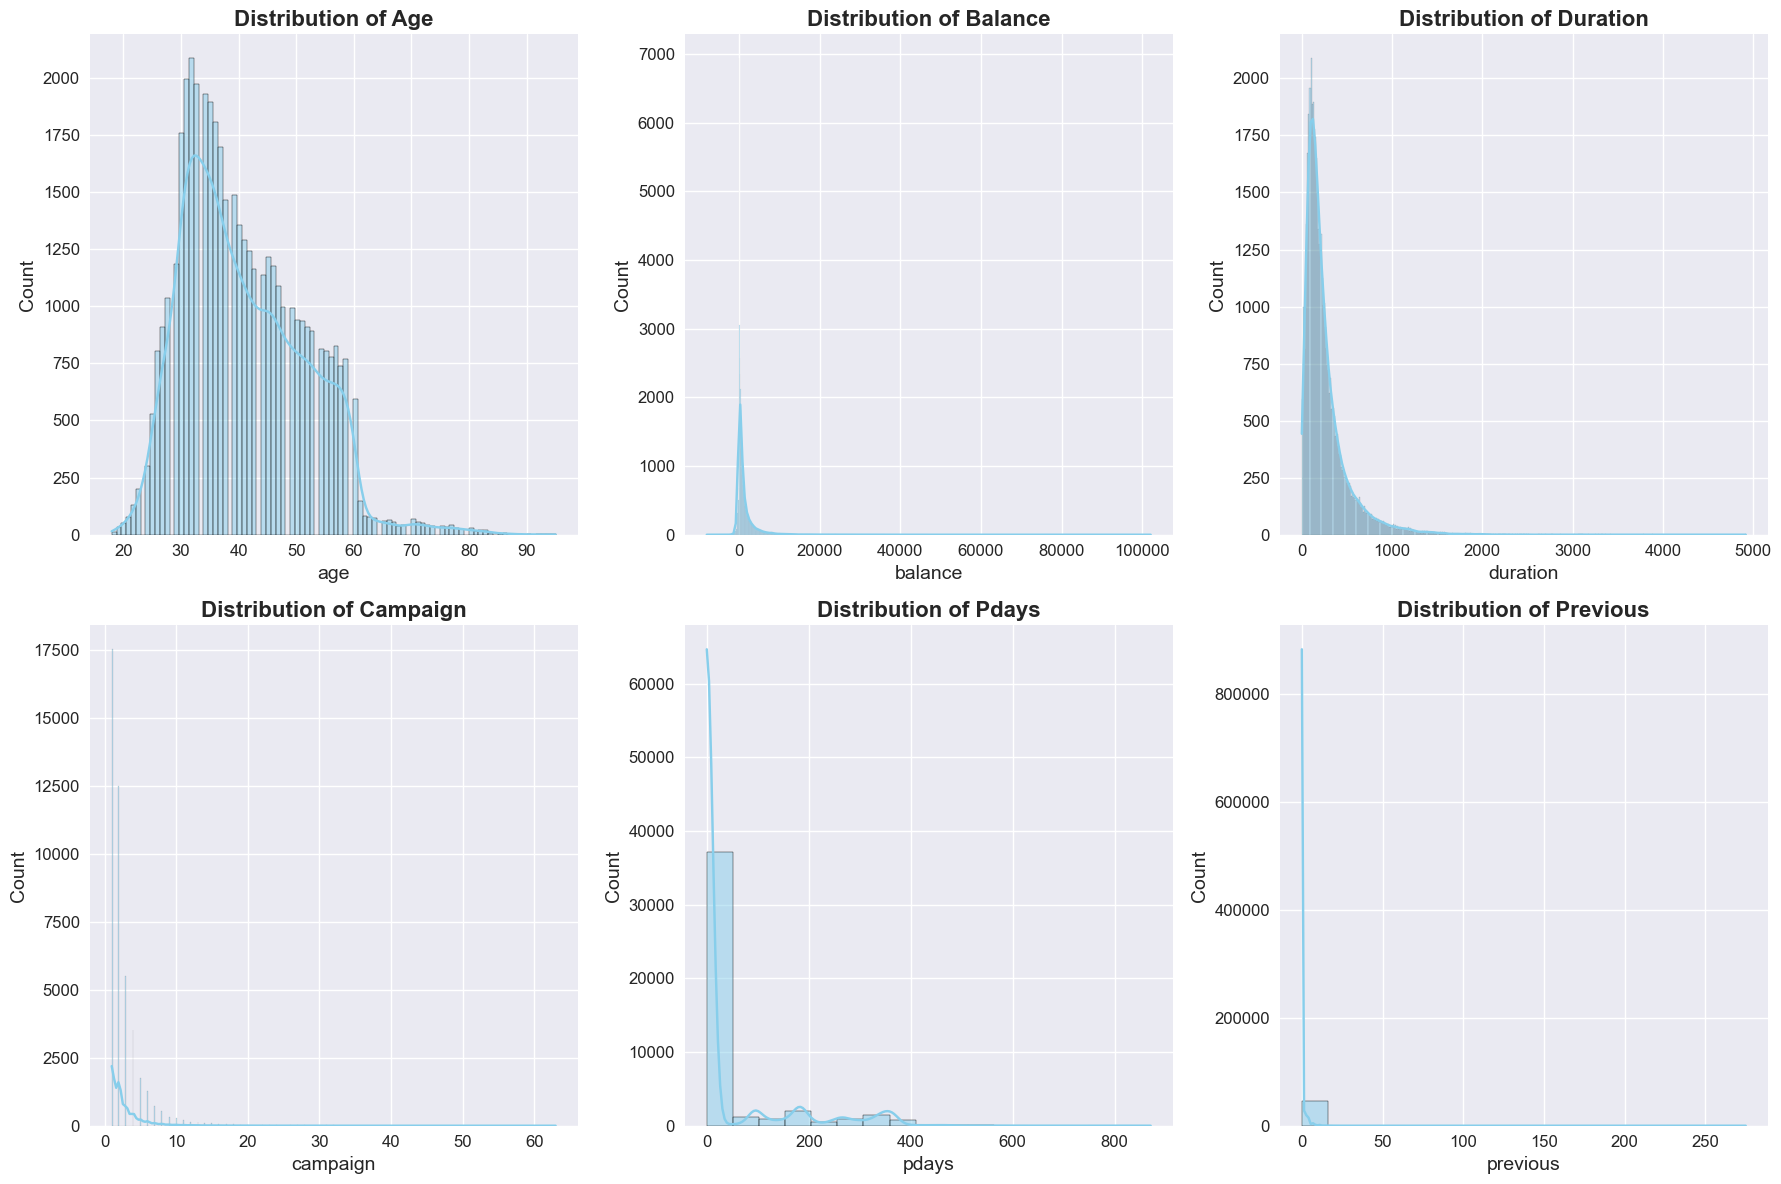 Distribution of Age
2000
1750
1500
1250
1000
750
500
250
0
Count
20 30 40 50 60 70 80 90
age
Distribution of Balance
7000
6000
5000
4000
3000
2000
1000
0
Count
0 20000 40000 60000 80000 100000
balance
Distribution of Duration
2000
1750
1500
1250
1000
750
500
250
0
Count
0 1000 2000 3000 4000 5000
duration
Distribution of Campaign
17500
15000
12500
10000
7500
5000
2500
0
Count
0 10 20 30 40 50 60
campaign
Distribution of Pdays
60000
50000
40000
30000
20000
10000
0
Count
0 200 400 600 800
pdays
Distribution of Previous
800000
600000
400000
200000
0
Count
0 50 100 150 200 250
previous